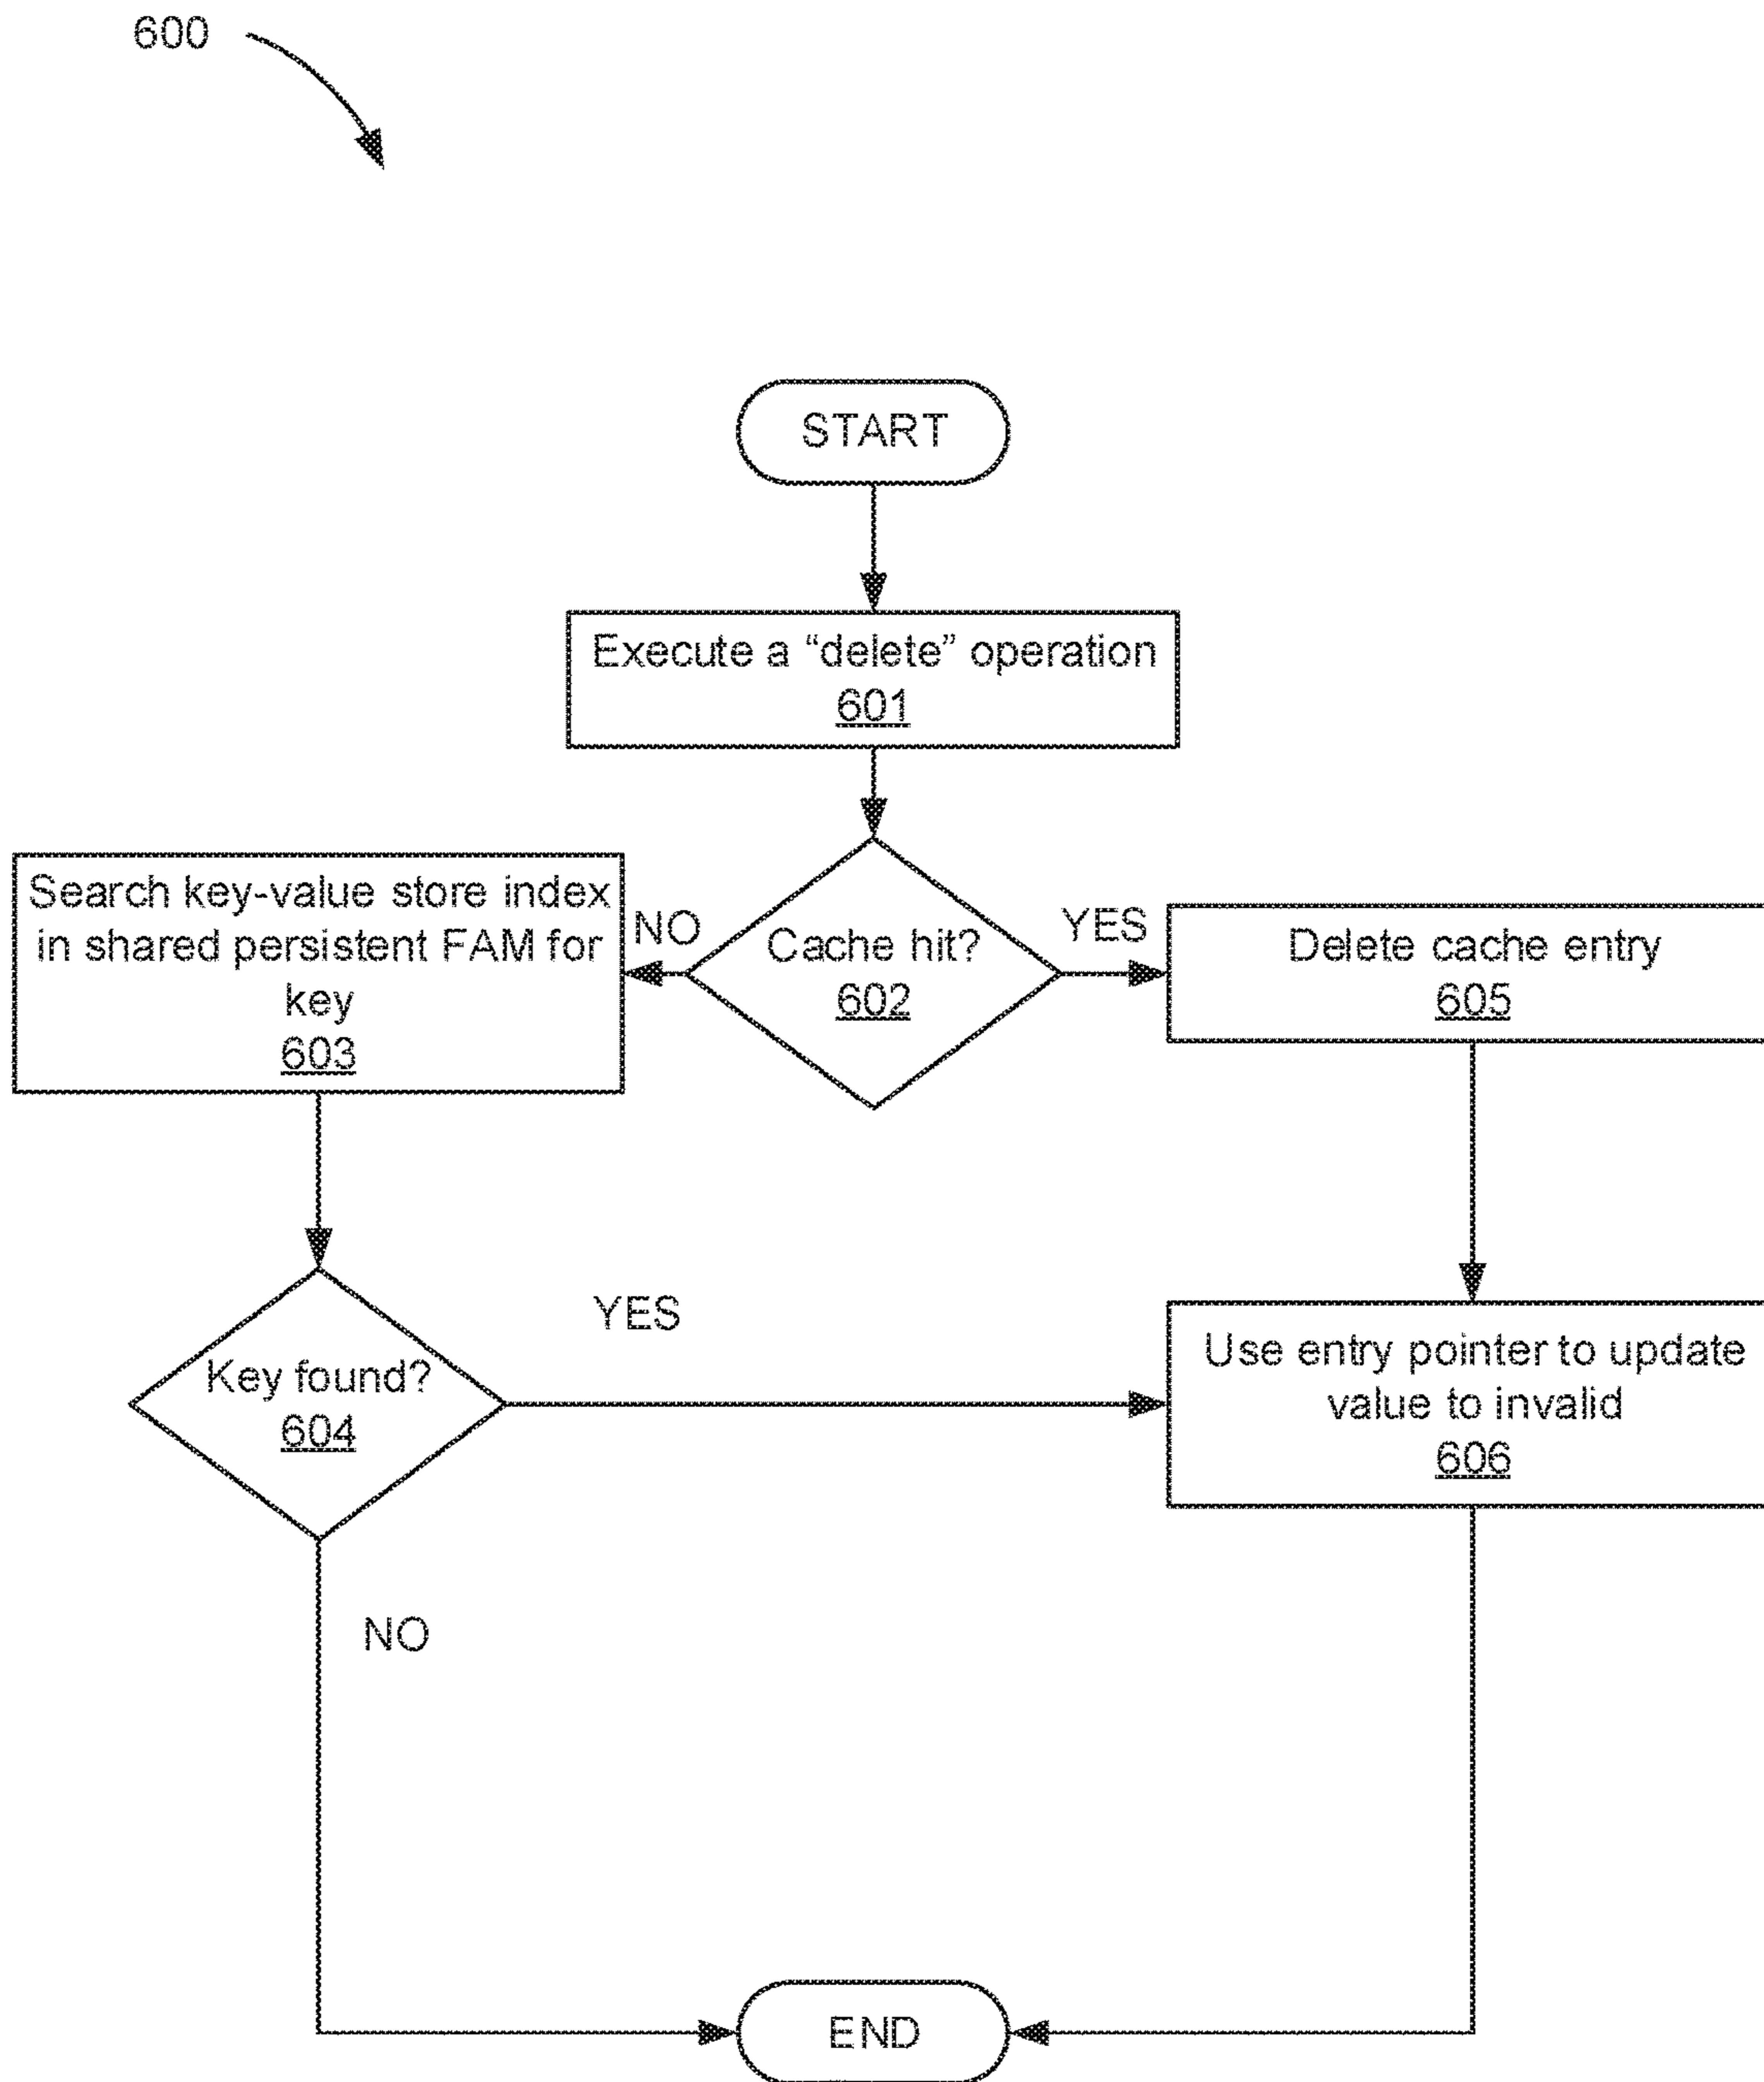 600
START
Execute a “delete” operation
601
Search key-value store index
in shared persistent FAM for
key
603
NO
Cache hit?
602
YES
Delete cache entry
605
Key found?
604
YES
NO
Use entry pointer to update
value to invalid
606
END